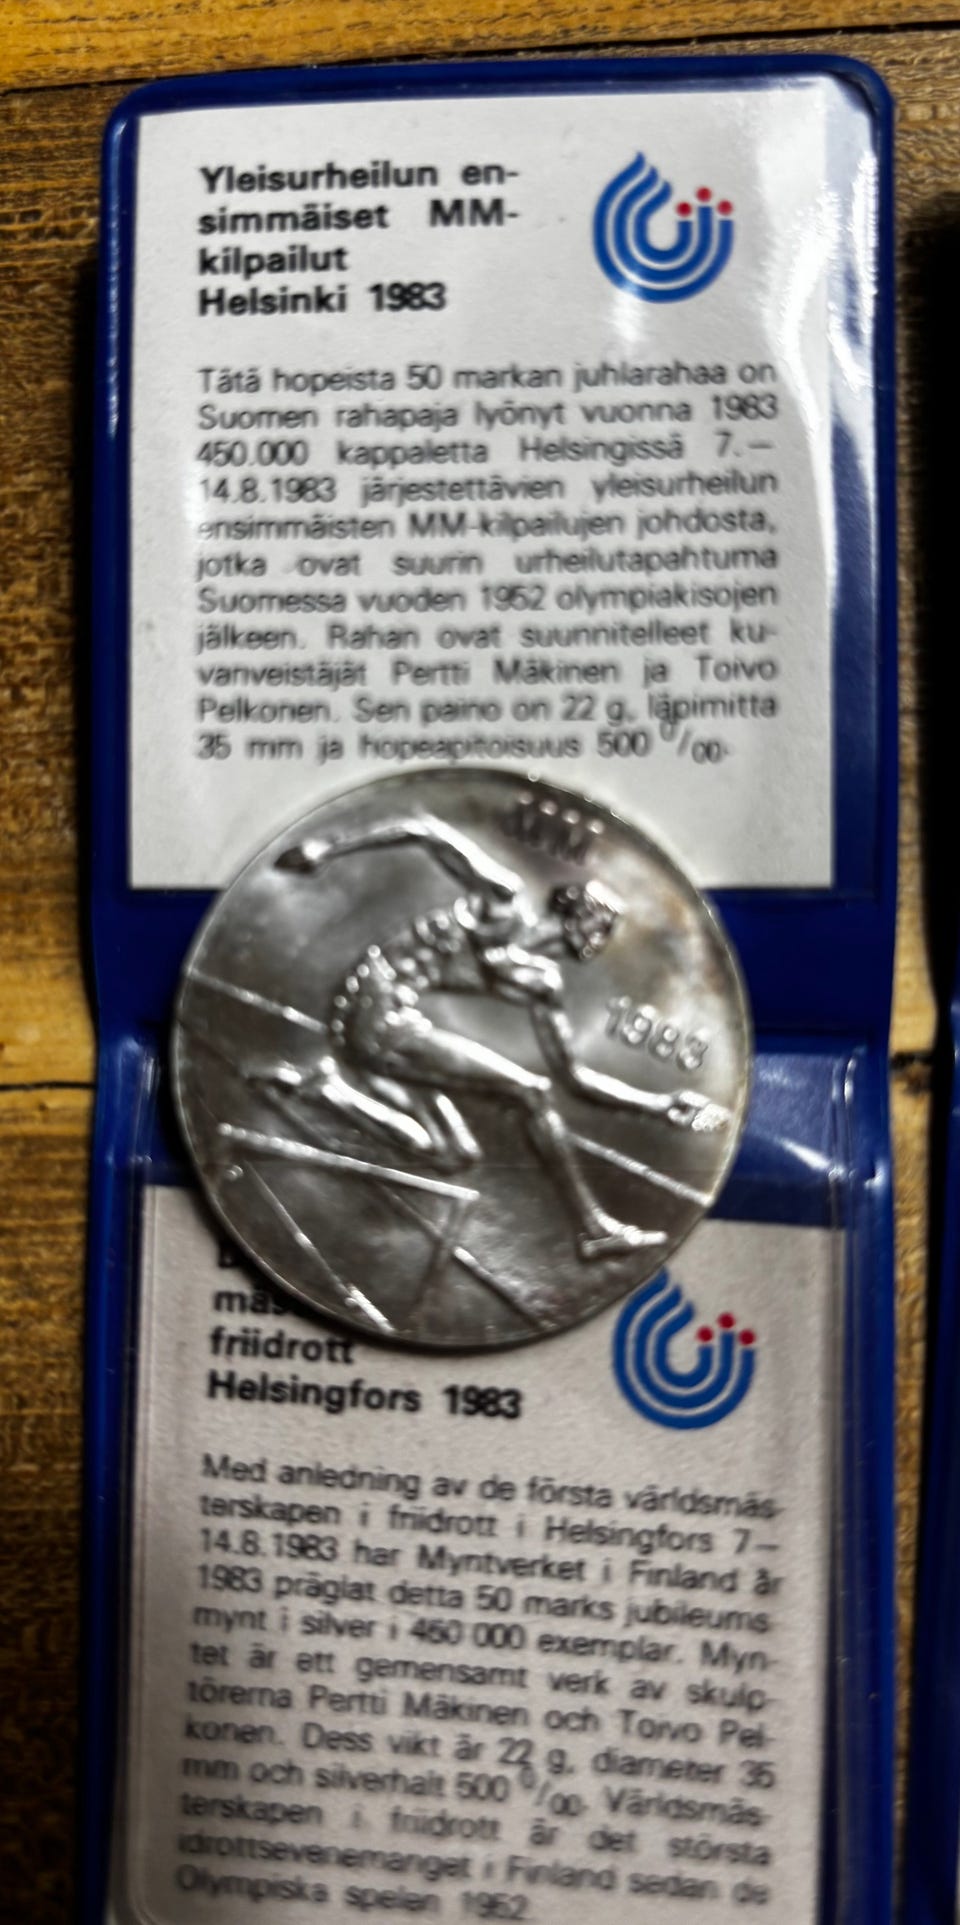 Yleisurheilun en-
simmäiset MM-
kilpailut
Helsinki 1983
Tätä hopeista 50 markan juhlarahaa on
Suomen rahapaja lyönyt vuonna 1983
450.000 kappaletta Helsingissä 7.—
14.8.1983 järjestettävien yleisurheilun
ensimmäisten MM-kilpailujen johdosta,
jotka ovat suurin urheilutapahtuma
Suomessa vuoden 1952 olympiakisojen
jälkeen. Rahan ovat suunnitelleet ku-
vanveistäjät Pertti Mäkinen ja Toivo
Pelkonen. Sen paino on 22 g, läpimitta
35 mm ja hopeapitoisuus 500 0/00.
MM
1983
mäs
friidrott
Helsingfors 1983
Med anledning av de första världsmäs-
terskapen i friidrott i Helsingfors 7—
14.8.1983 har Myntverket i Finland år
1983 präglat detta 50 marks jubileums-
mynt i silver i 450 000 exemplar. Myn-
tet är ett gemensamt verk av skulp-
törerna Pertti Mäkinen och Toivo Pel-
konen. Dess vikt är 22 g, diameter 35
mm och silverhalt 500 0/00. Världsmäs-
terskapen i friidrott är det största
idrottsevenemanget i Finland sedan de
Olympiska spelen 1952